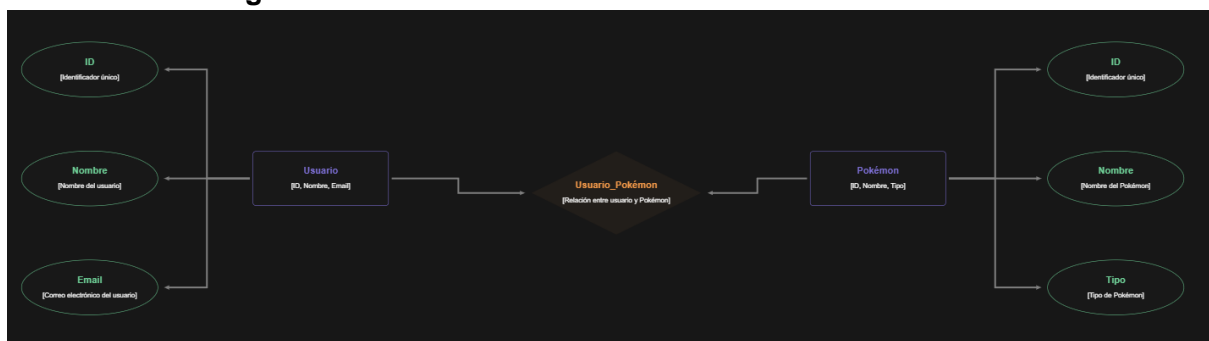 ID
[Identificador único]
Nombre
[Nombre del usuario]
Email
[Correo electrónico del usuario]
Usuario
[ID, Nombre, Email]
Usuario_Pokémon
[Relación entre usuario y Pokémon]
Pokémon
[ID, Nombre, Tipo]
ID
[Identificador único]
Nombre
[Nombre del Pokémon]
Tipo
[Tipo de Pokémon]